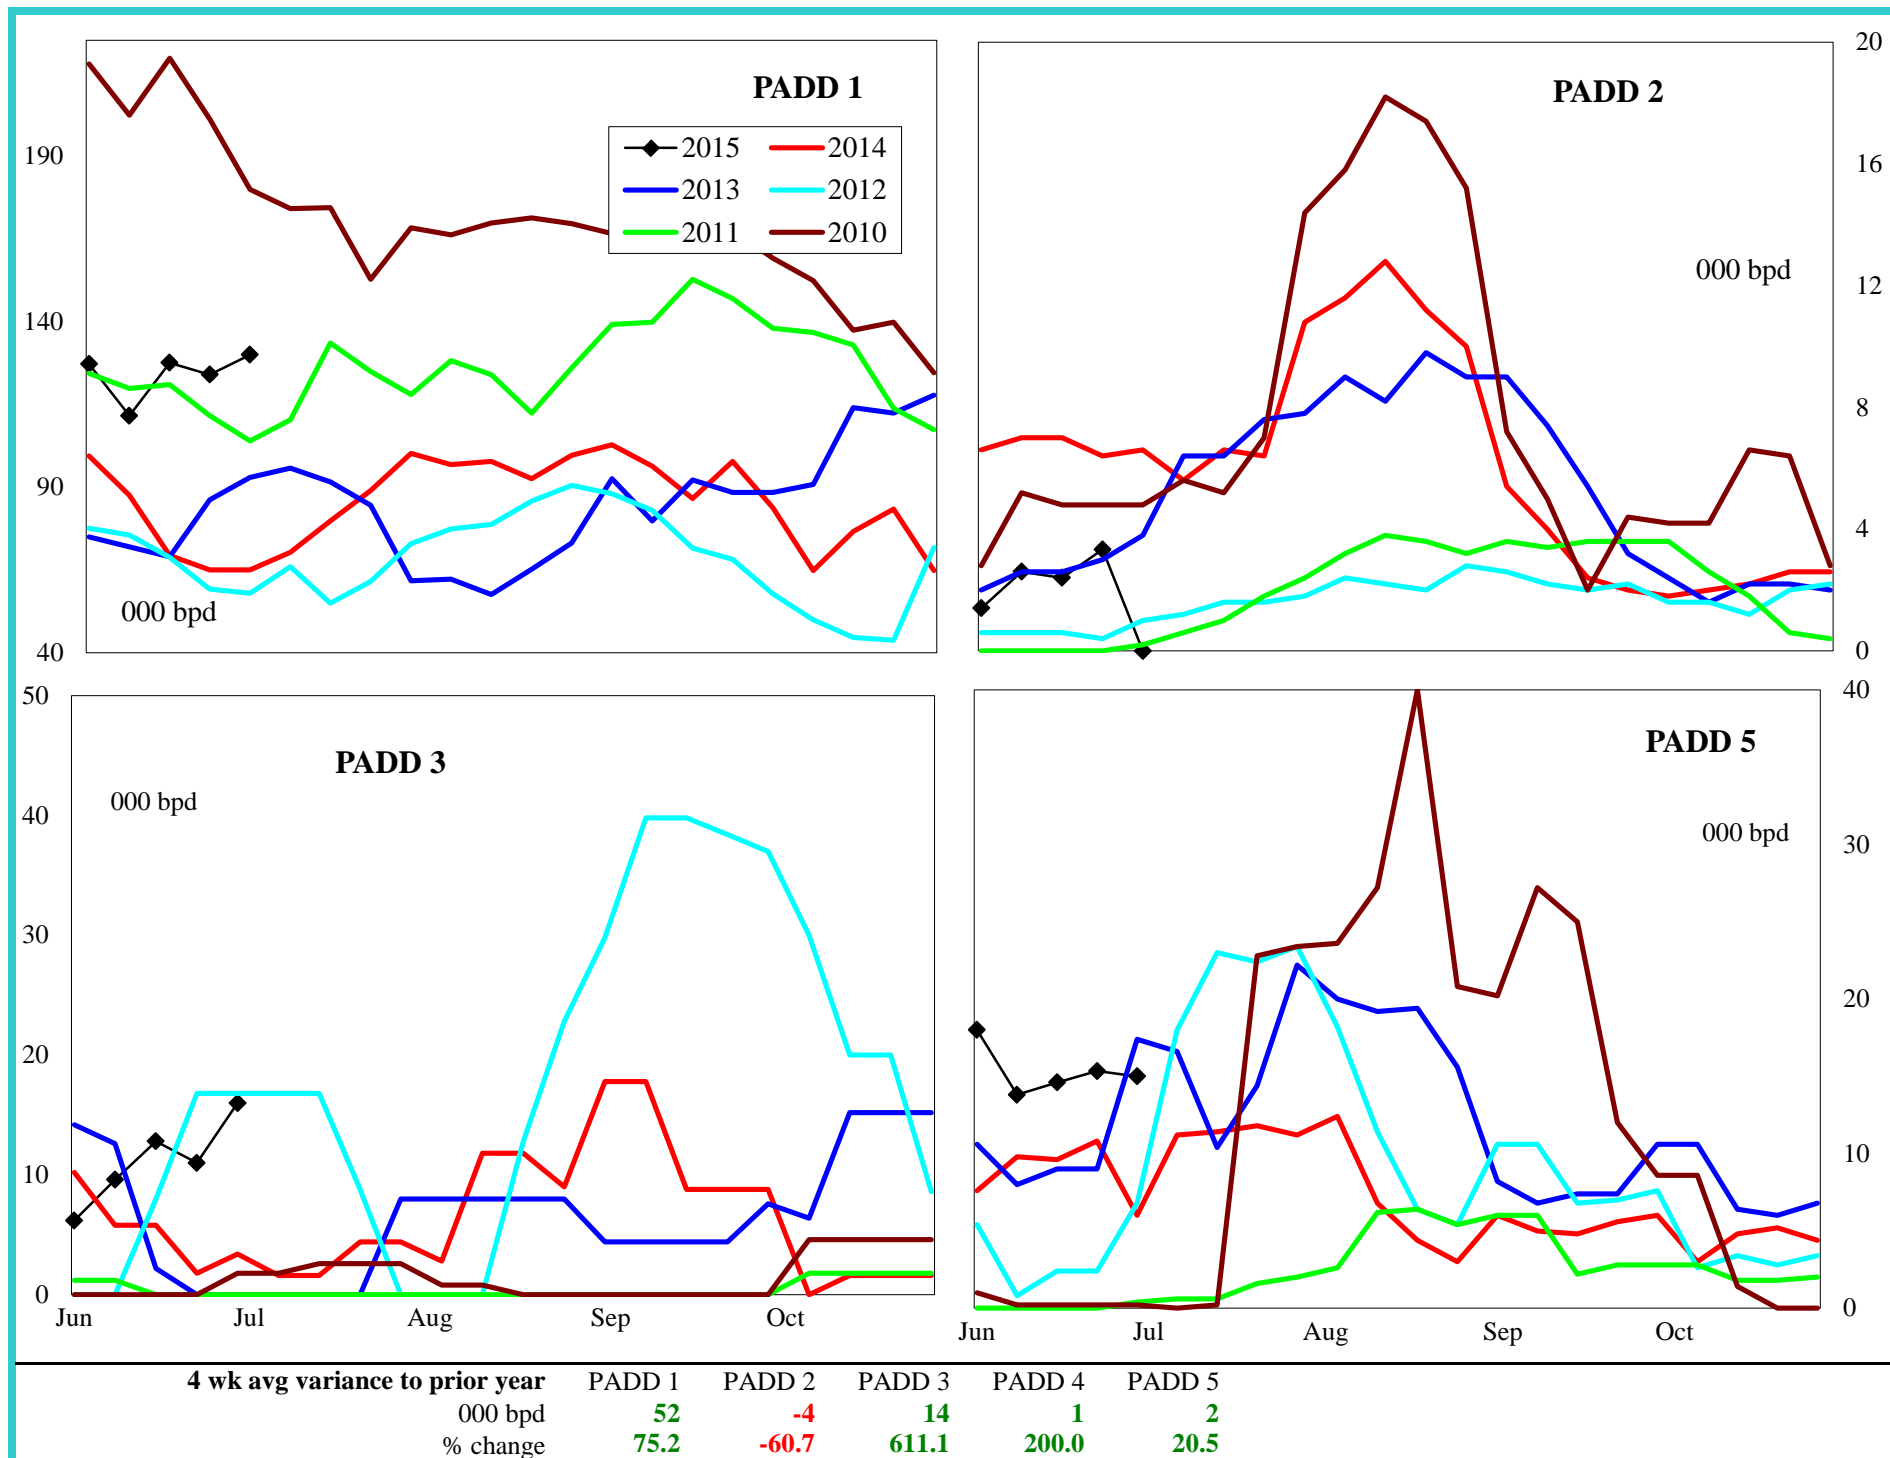 PADD 1
190
140
90
40
2015 2014
2013 2012
2011 2010
000 bpd
PADD 2
20
16
12
8
4
0
000 bpd
PADD 3
50
40
30
20
10
0
000 bpd
Jun Jul Aug Sep Oct
PADD 5
40
30
20
10
0
000 bpd
Jun Jul Aug Sep Oct
4 wk avg variance to prior year PADD 1 PADD 2 PADD 3 PADD 4 PADD 5
000 bpd 52 -4 14 1 2
% change 75.2 -60.7 611.1 200.0 20.5